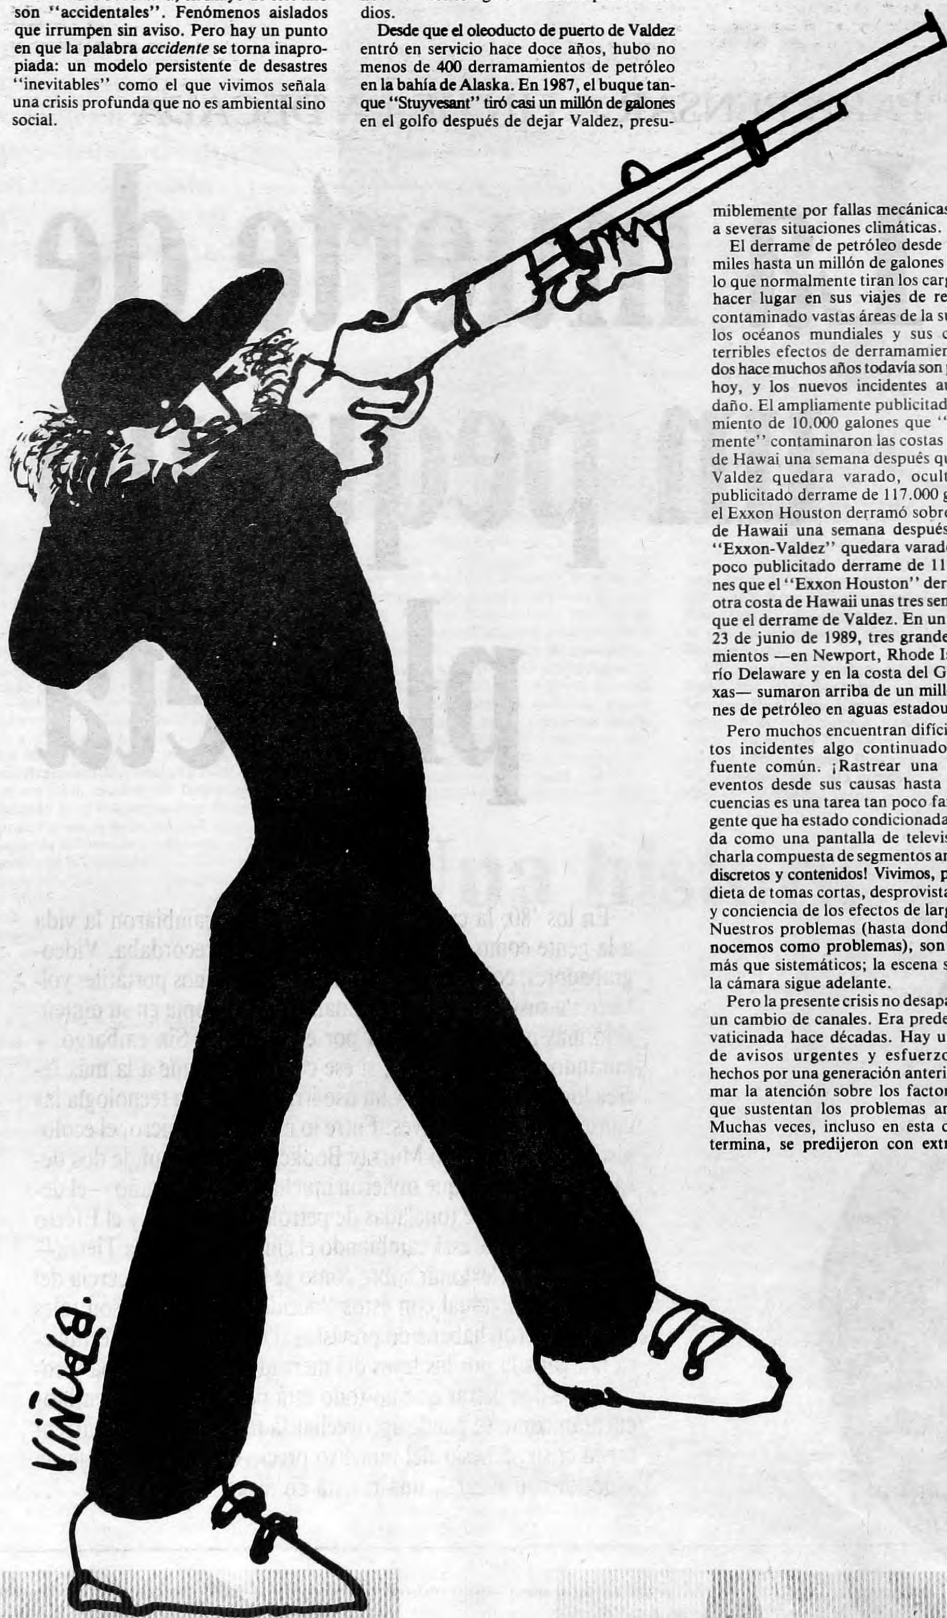 son "accidentales". Fenómenos aislados
que irrumpen sin aviso. Pero hay un punto
en que la palabra accidente se torna inapro-
piada: un modelo persistente de desastres
"inevitables" como el que vivimos señala
una crisis profunda que no es ambiental sino
social.
dios.
Desde que el oleoducto de puerto de Valdez
entró en servicio hace doce años, hubo no
menos de 400 derramamientos de petróleo
en la bahía de Alaska. En 1987, el buque tan-
que "Stuyvesant" tiró casi un millón de galones
en el golfo después de dejar Valdez, presu-
miblemente por fallas mecánicas
a severas situaciones climáticas.
El derrame de petróleo desde
miles hasta un millón de galones
lo que normalmente tiran los carg
hacer lugar en sus viajes de re
contaminado vastas áreas de la su
los océanos mundiales y sus c
terribles efectos de derramamien
dos hace muchos años todavía son
hoy, y los nuevos incidentes au
daño. El ampliamente publicitad
miento de 10.000 galones que "
mente" contaminaron las costas
de Hawai una semana después qu
Valdez quedara varado, ocult
publicitado derrame de 117.000 g
el Exxon Houston derramó sobre
de Hawaii una semana después
"Exxon-Valdez" quedara varado
poco publicitado derrame de 11
nes que el "Exxon Houston" der
otra costa de Hawaii unas tres sen
que el derrame de Valdez. En un
23 de junio de 1989, tres grande
mientos —en Newport, Rhode I
río Delaware y en la costa del G
xas— sumaron arriba de un mill
nes de petróleo en aguas estadou
Pero muchos encuentran difíci
tos incidentes algo continuado
fuente común. ¡Rastrear una
eventos desde sus causas hasta
cuencias es una tarea tan poco fa
gente que ha estado condicionada
da como una pantalla de televis
charla compuesta de segmentos an
discretos y contenidos! Vivimos, p
dieta de tomas cortas, desprovista
y conciencia de los efectos de larg
Nuestros problemas (hasta dond
nocemos como problemas), son
más que sistemáticos; la escena s
la cámara sigue adelante.
Pero la presente crisis no desapa
un cambio de canales. Era prede
vaticinada hace décadas. Hay u
de avisos urgentes y esfuerzo
hechos por una generación anteri
mar la atención sobre los factor
que sustentan los problemas am
Muchas veces, incluso en esta d
termina, se predijeron con extr
VIÑULA.